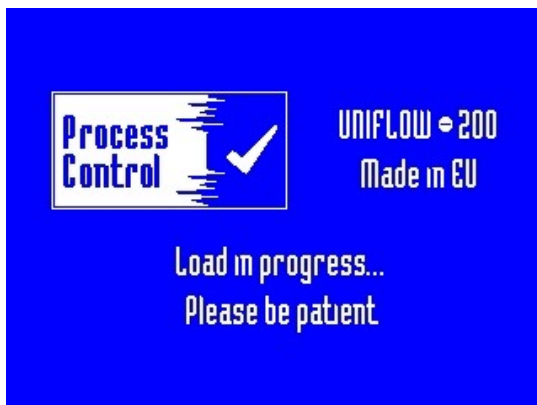 Process
Control
UNIFLOW - 200
Made in EU
Load in progress...
Please be patient